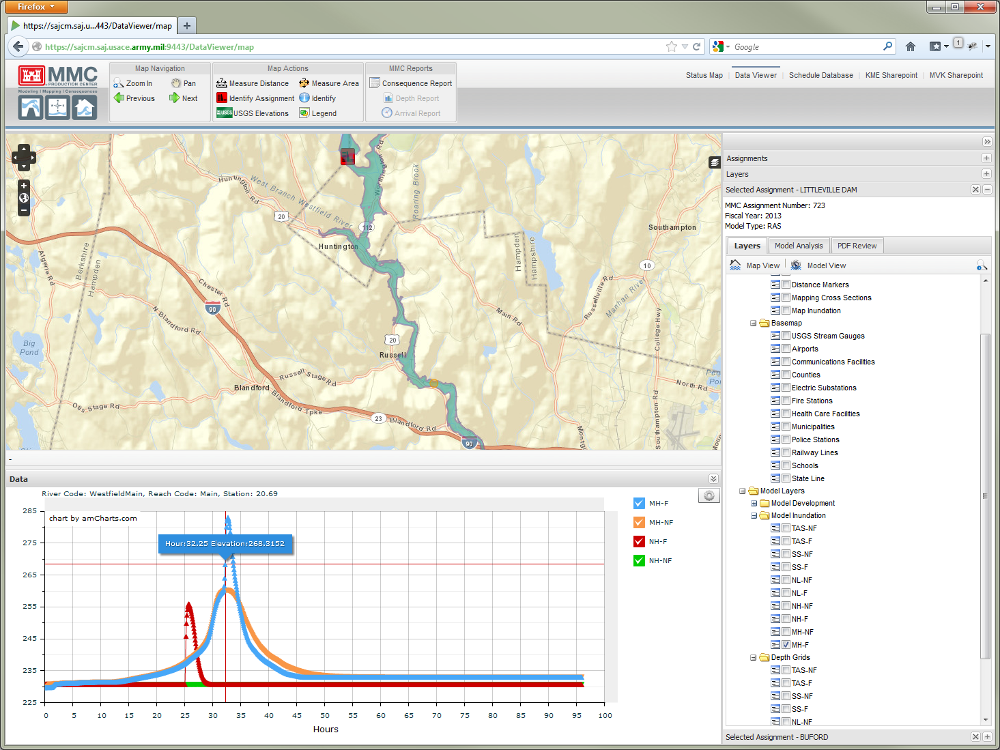 Firefox
https://sajcm.saj.u...443/DataViewer/map
https://sajcm.saj.usace.army.mil:9443/DataViewer/map
Google
1
MMC
PRODUCTION CENTER
Modeling | Mapping | Consequences
Map Navigation
Zoom In
Pan
Previous
Next
Map Actions
Measure Distance
Measure Area
Identify Assignment
Identify
USGS
USGS Elevations
Legend
MMC Reports
Consequence Report
Depth Report
Arrival Report
Status Map
Data Viewer
Schedule Database
KME Sharepoint
MVK Sharepoint
Worthington Rd
Roaring Brook
Huntington Rd
West Branch Westfield River
20
112
Southampton
Huntington
Berkshire
Hampden
Algerie Rd
Hampden
Hampshire
10
Chester Rd
90
Russellville Rd
Manhan River
N Blandford Rd
Main Rd
College Hwy
Big
Pond
20
Russell
Russell Stage Rd
Blandford
Blandford Tpke
North Rd
Otis Stage Rd
23
Blandford Rd
Southampton Rd
90
-
Data
River Code: WestfieldMain, Reach Code: Main, Station: 20.69
chart by amCharts.com
Hour:32.25 Elevation:268.3152
285
275
265
255
245
235
225
0 5 10 15 20 25 30 35 40 45 50 55 60 65 70 75 80 85 90 95 100
Hours
MH-F
MH-NF
NH-F
NH-NF
Assignments
Layers
Selected Assignment - LITTLEVILLE DAM
MMC Assignment Number: 723
Fiscal Year: 2013
Model Type: RAS
Layers
Model Analysis
PDF Review
Map View
Model View
Distance Markers
Mapping Cross Sections
Map Inundation
Basemap
USGS Stream Gauges
Airports
Communications Facilities
Counties
Electric Substations
Fire Stations
Health Care Facilities
Municipalities
Police Stations
Railway Lines
Schools
State Line
Model Layers
Model Development
Model Inundation
TAS-NF
TAS-F
SS-NF
SS-F
NL-NF
NL-F
NH-NF
NH-F
MH-NF
MH-F
Depth Grids
TAS-NF
TAS-F
SS-NF
SS-F
NL-NF
Selected Assignment - BUFORD